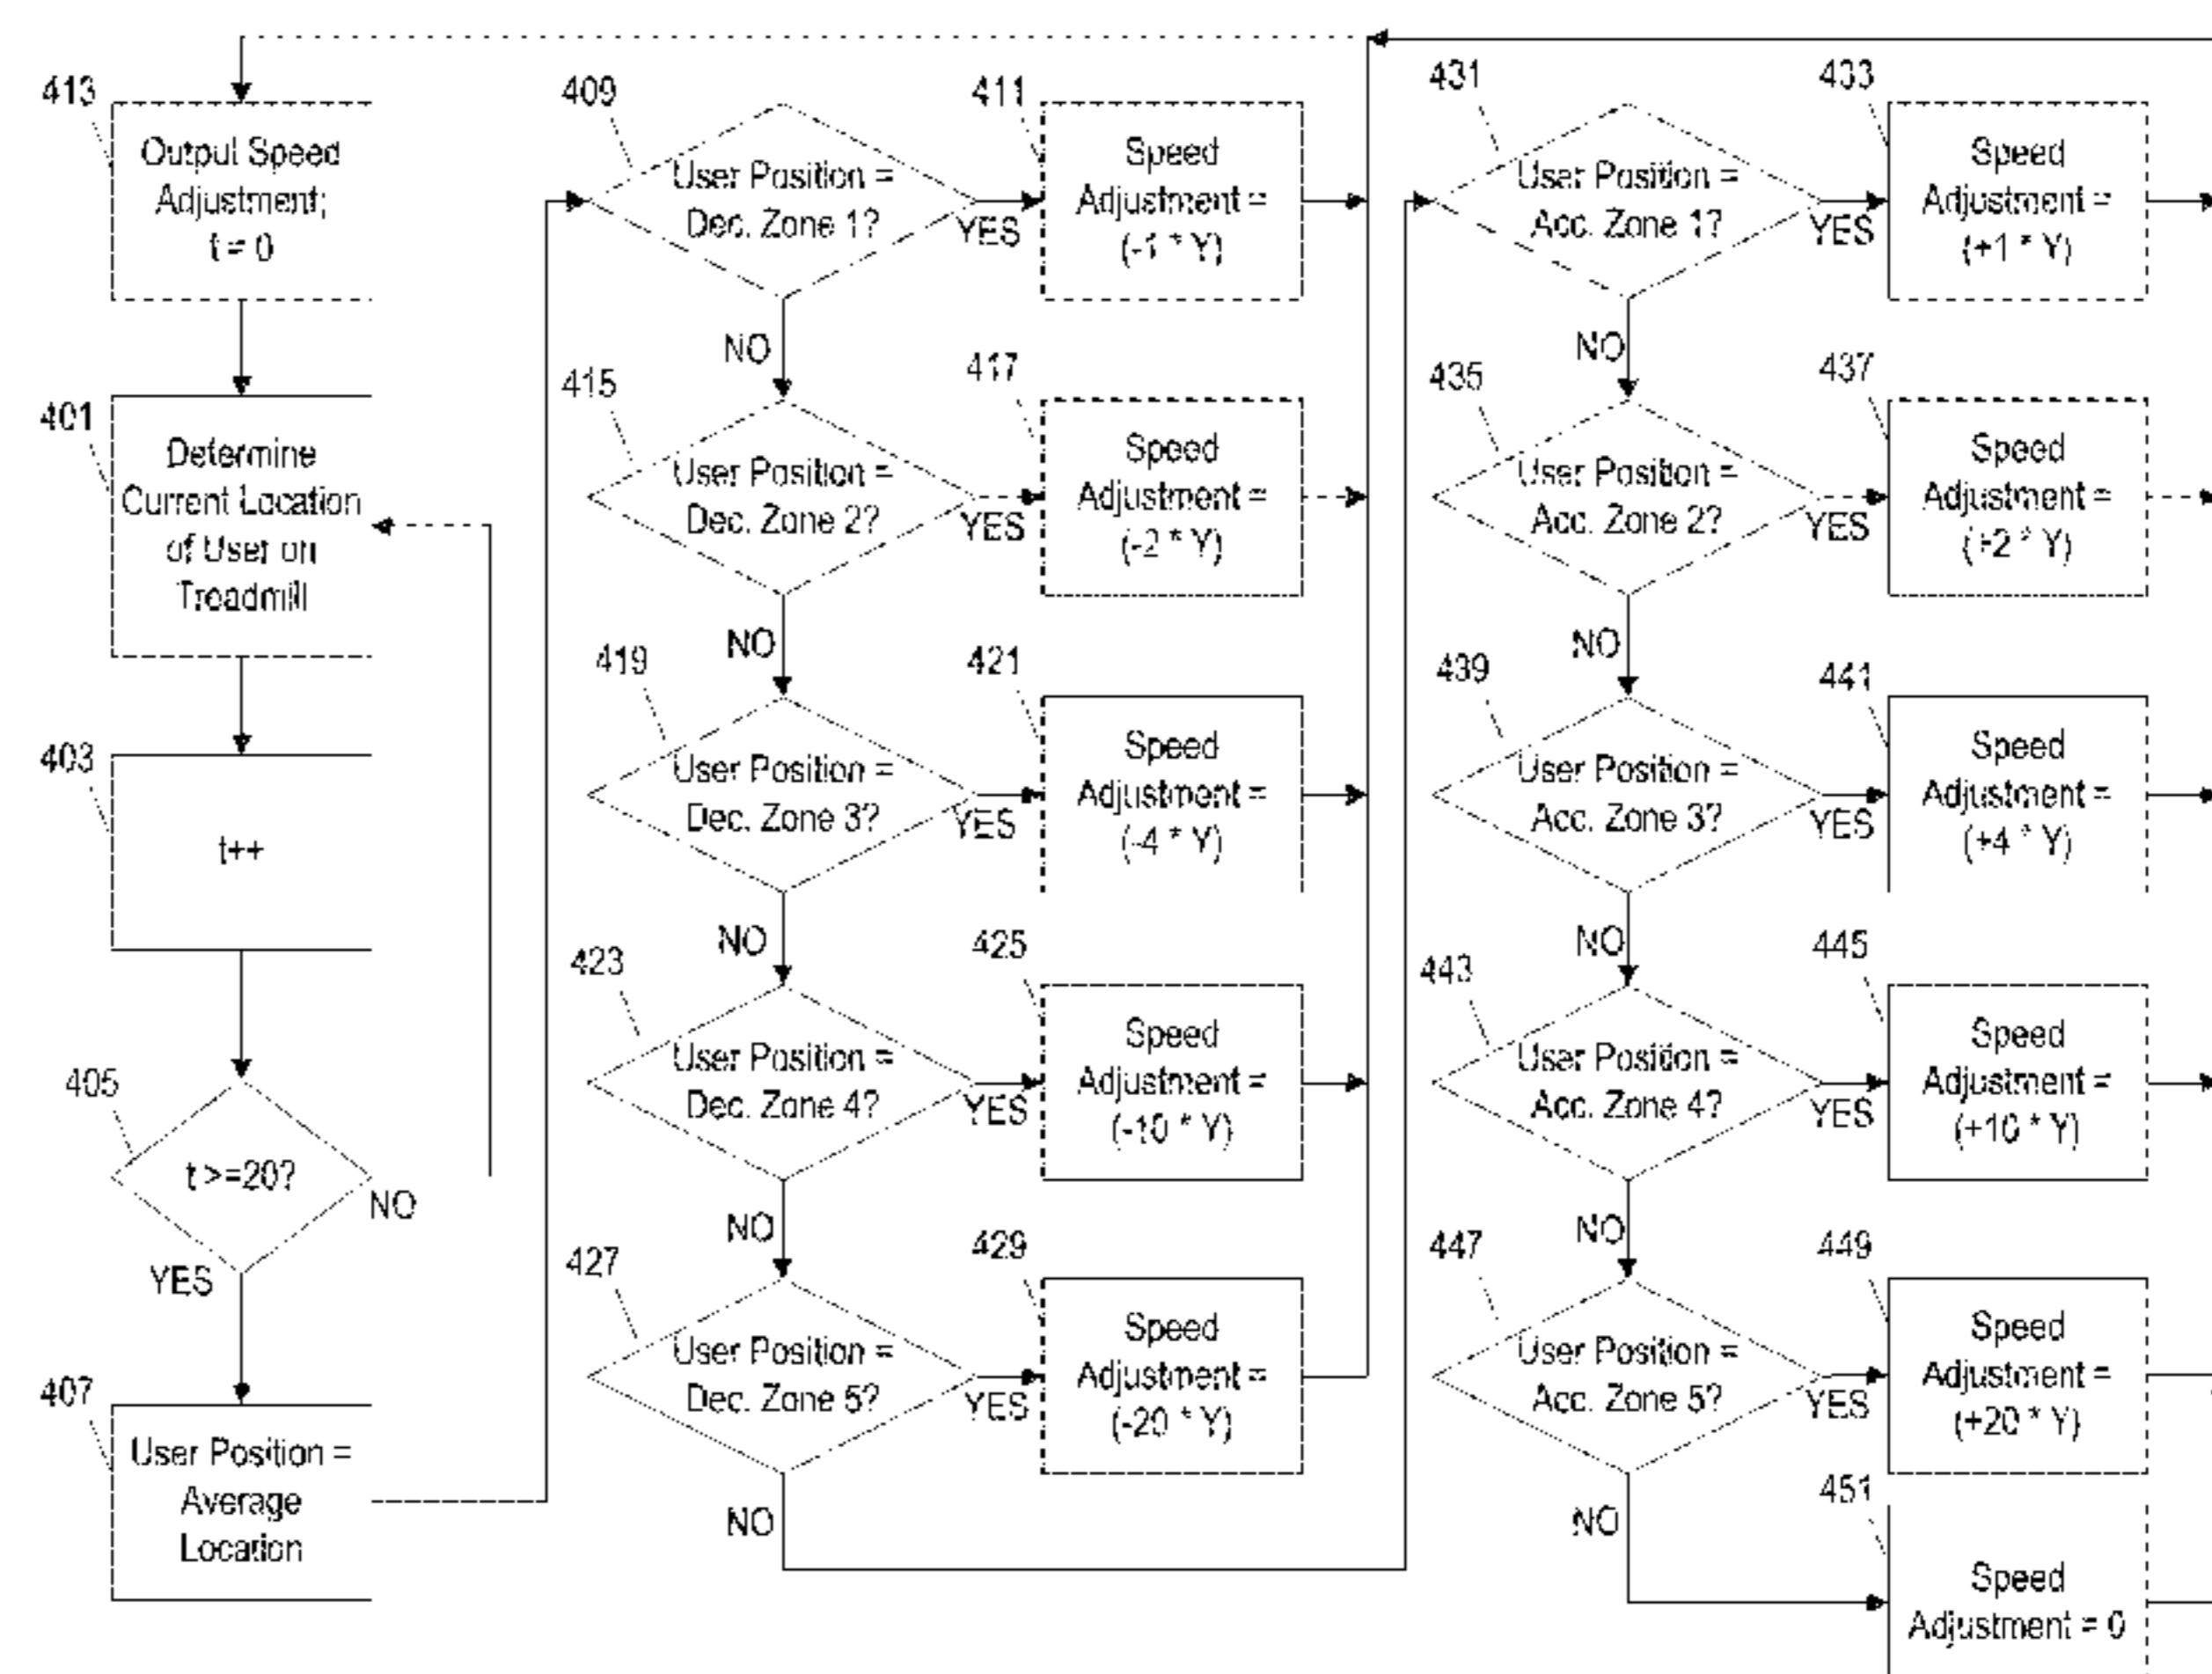 413
Output Speed
Adjustment;
t = 0
401
Determine
Current Location
of User on
Treadmill
403
t++
405
t >=20?
NO
YES
407
User Position =
Average
Location
409
User Position =
Dec. Zone 1?
YES
NO
411
Speed
Adjustment =
(-1 * Y)
415
User Position =
Dec. Zone 2?
YES
NO
417
Speed
Adjustment =
(-2 * Y)
419
User Position =
Dec. Zone 3?
YES
NO
421
Speed
Adjustment =
(-4 * Y)
423
User Position =
Dec. Zone 4?
YES
NO
425
Speed
Adjustment =
(-10 * Y)
427
User Position =
Dec. Zone 5?
YES
NO
429
Speed
Adjustment =
(-20 * Y)
431
User Position =
Acc. Zone 1?
YES
NO
433
Speed
Adjustment =
(+1 * Y)
435
User Position =
Acc. Zone 2?
YES
NO
437
Speed
Adjustment =
(+2 * Y)
439
User Position =
Acc. Zone 3?
YES
NO
441
Speed
Adjustment =
(+4 * Y)
443
User Position =
Acc. Zone 4?
YES
NO
445
Speed
Adjustment =
(+10 * Y)
447
User Position =
Acc. Zone 5?
YES
NO
449
Speed
Adjustment =
(+20 * Y)
451
Speed
Adjustment = 0